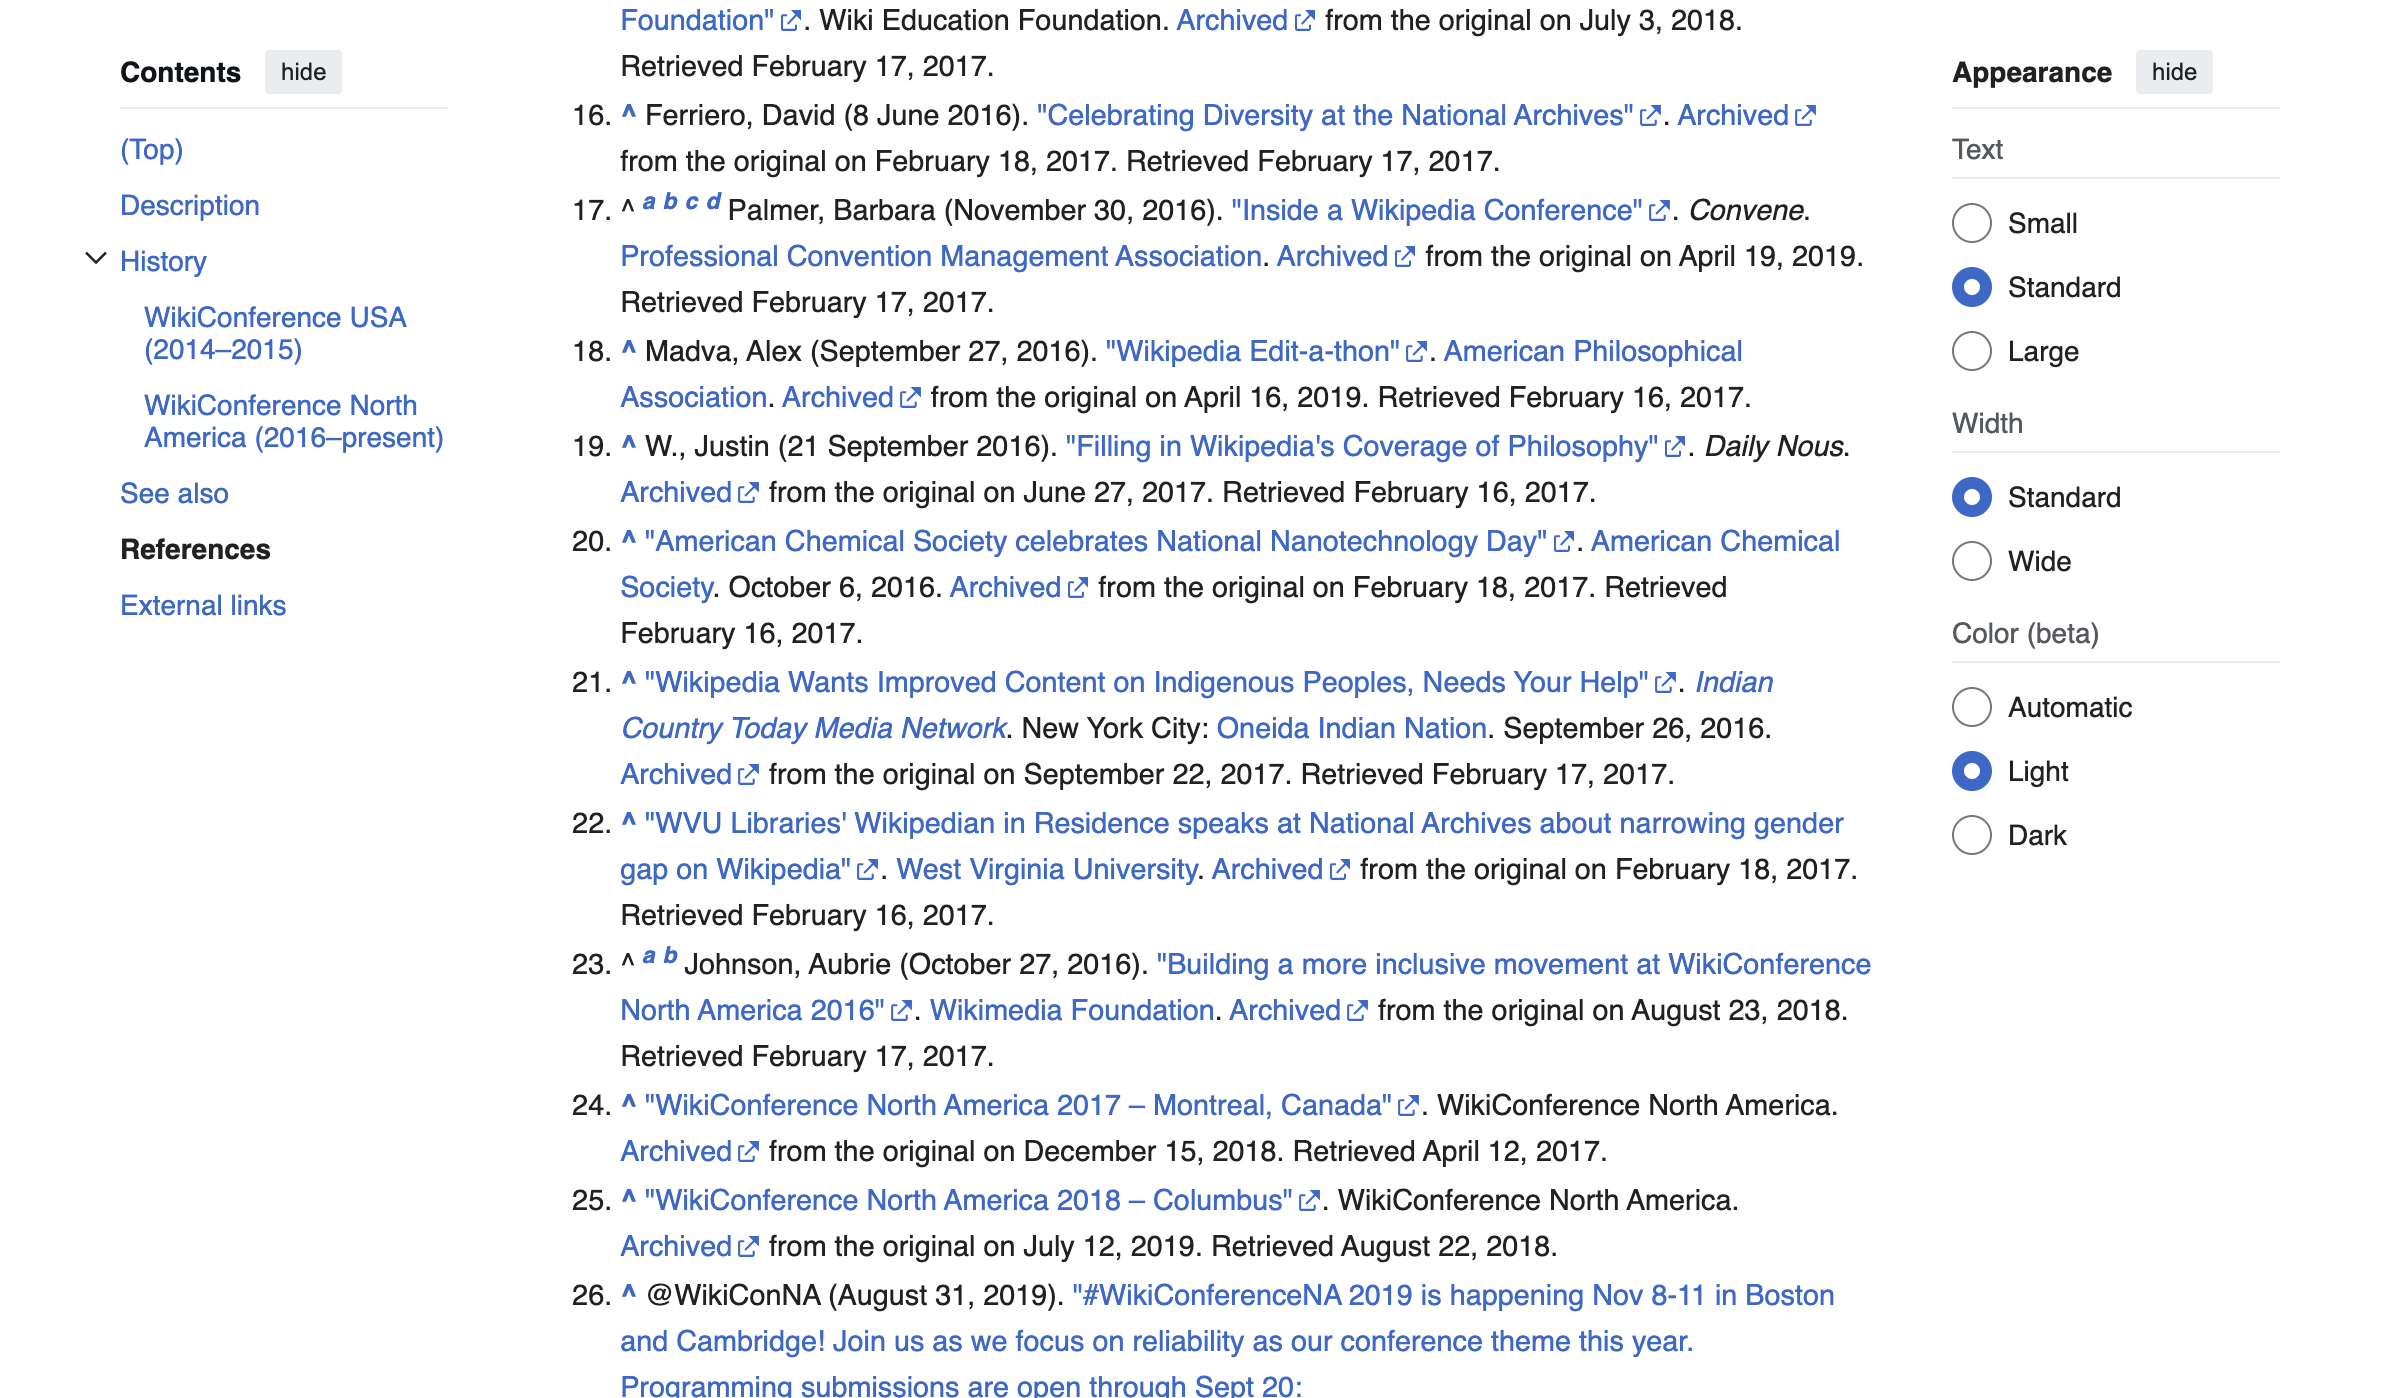 Contents hide
(Top)
Description
History
WikiConference USA
(2014–2015)
WikiConference North
America (2016–present)
See also
References
External links
Foundation". Wiki Education Foundation. Archived from the original on July 3, 2018.
Retrieved February 17, 2017.
16. ^ Ferriero, David (8 June 2016). "Celebrating Diversity at the National Archives". Archived
from the original on February 18, 2017. Retrieved February 17, 2017.
17. ^ a b c d Palmer, Barbara (November 30, 2016). "Inside a Wikipedia Conference". Convene.
Professional Convention Management Association. Archived from the original on April 19, 2019.
Retrieved February 17, 2017.
18. ^ Madva, Alex (September 27, 2016). "Wikipedia Edit-a-thon". American Philosophical
Association. Archived from the original on April 16, 2019. Retrieved February 16, 2017.
19. ^ W., Justin (21 September 2016). "Filling in Wikipedia's Coverage of Philosophy". Daily Nous.
Archived from the original on June 27, 2017. Retrieved February 16, 2017.
20. ^ "American Chemical Society celebrates National Nanotechnology Day". American Chemical
Society. October 6, 2016. Archived from the original on February 18, 2017. Retrieved
February 16, 2017.
21. ^ "Wikipedia Wants Improved Content on Indigenous Peoples, Needs Your Help". Indian
Country Today Media Network. New York City: Oneida Indian Nation. September 26, 2016.
Archived from the original on September 22, 2017. Retrieved February 17, 2017.
22. ^ "WVU Libraries' Wikipedian in Residence speaks at National Archives about narrowing gender
gap on Wikipedia". West Virginia University. Archived from the original on February 18, 2017.
Retrieved February 16, 2017.
23. ^ a b Johnson, Aubrie (October 27, 2016). "Building a more inclusive movement at WikiConference
North America 2016". Wikimedia Foundation. Archived from the original on August 23, 2018.
Retrieved February 17, 2017.
24. ^ "WikiConference North America 2017 – Montreal, Canada". WikiConference North America.
Archived from the original on December 15, 2018. Retrieved April 12, 2017.
25. ^ "WikiConference North America 2018 – Columbus". WikiConference North America.
Archived from the original on July 12, 2019. Retrieved August 22, 2018.
26. ^ @WikiConNA (August 31, 2019). "#WikiConferenceNA 2019 is happening Nov 8-11 in Boston
and Cambridge! Join us as we focus on reliability as our conference theme this year.
Programming submissions are open through Sept 20:
Appearance hide
Text
Small
Standard
Large
Width
Standard
Wide
Color (beta)
Automatic
Light
Dark